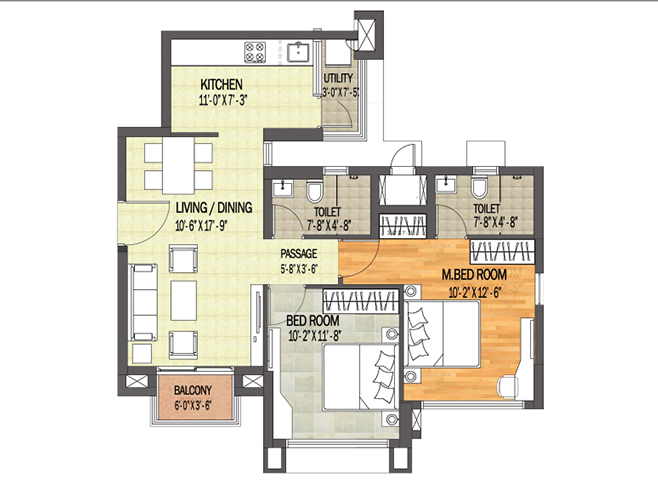 KITCHEN
11'-0" X 7'-3"
UTILITY
3'-0"X 7'-5"
LIVING / DINING
10'-6" X 17'-9"
TOILET
7'-8" X 4'-8"
TOILET
7'-8" X 4'-8"
PASSAGE
5'-8" X 3'-6"
M.BED ROOM
10'-2" X 12'-6"
BED ROOM
10'-2" X 11'-8"
BALCONY
6'-0" X 3'-6"